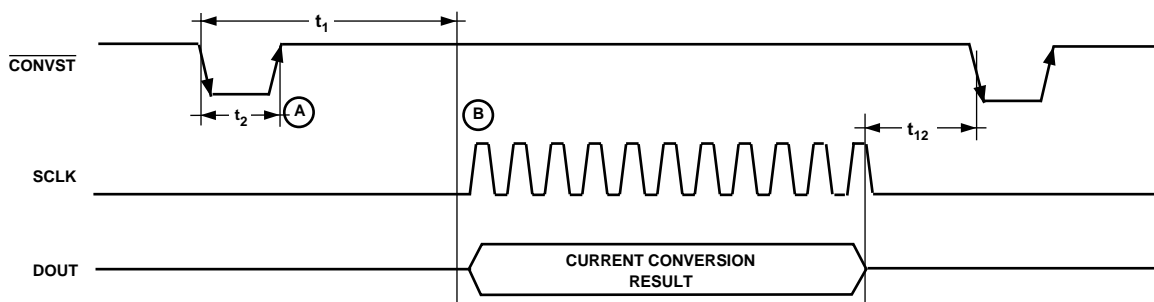 t1
CONVST
t2
A
B
t12
SCLK
DOUT
CURRENT CONVERSION
RESULT